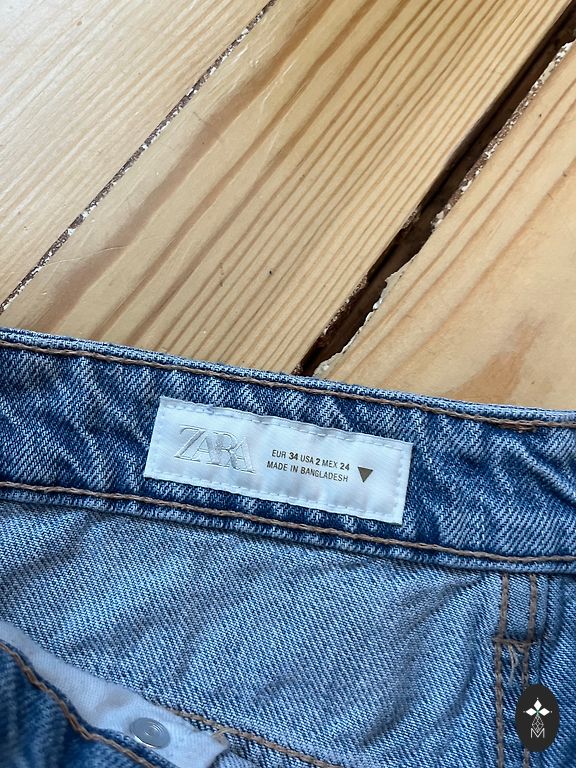 ZARA
EUR 34 USA 2 MEX 24
MADE IN BANGLADESH
M